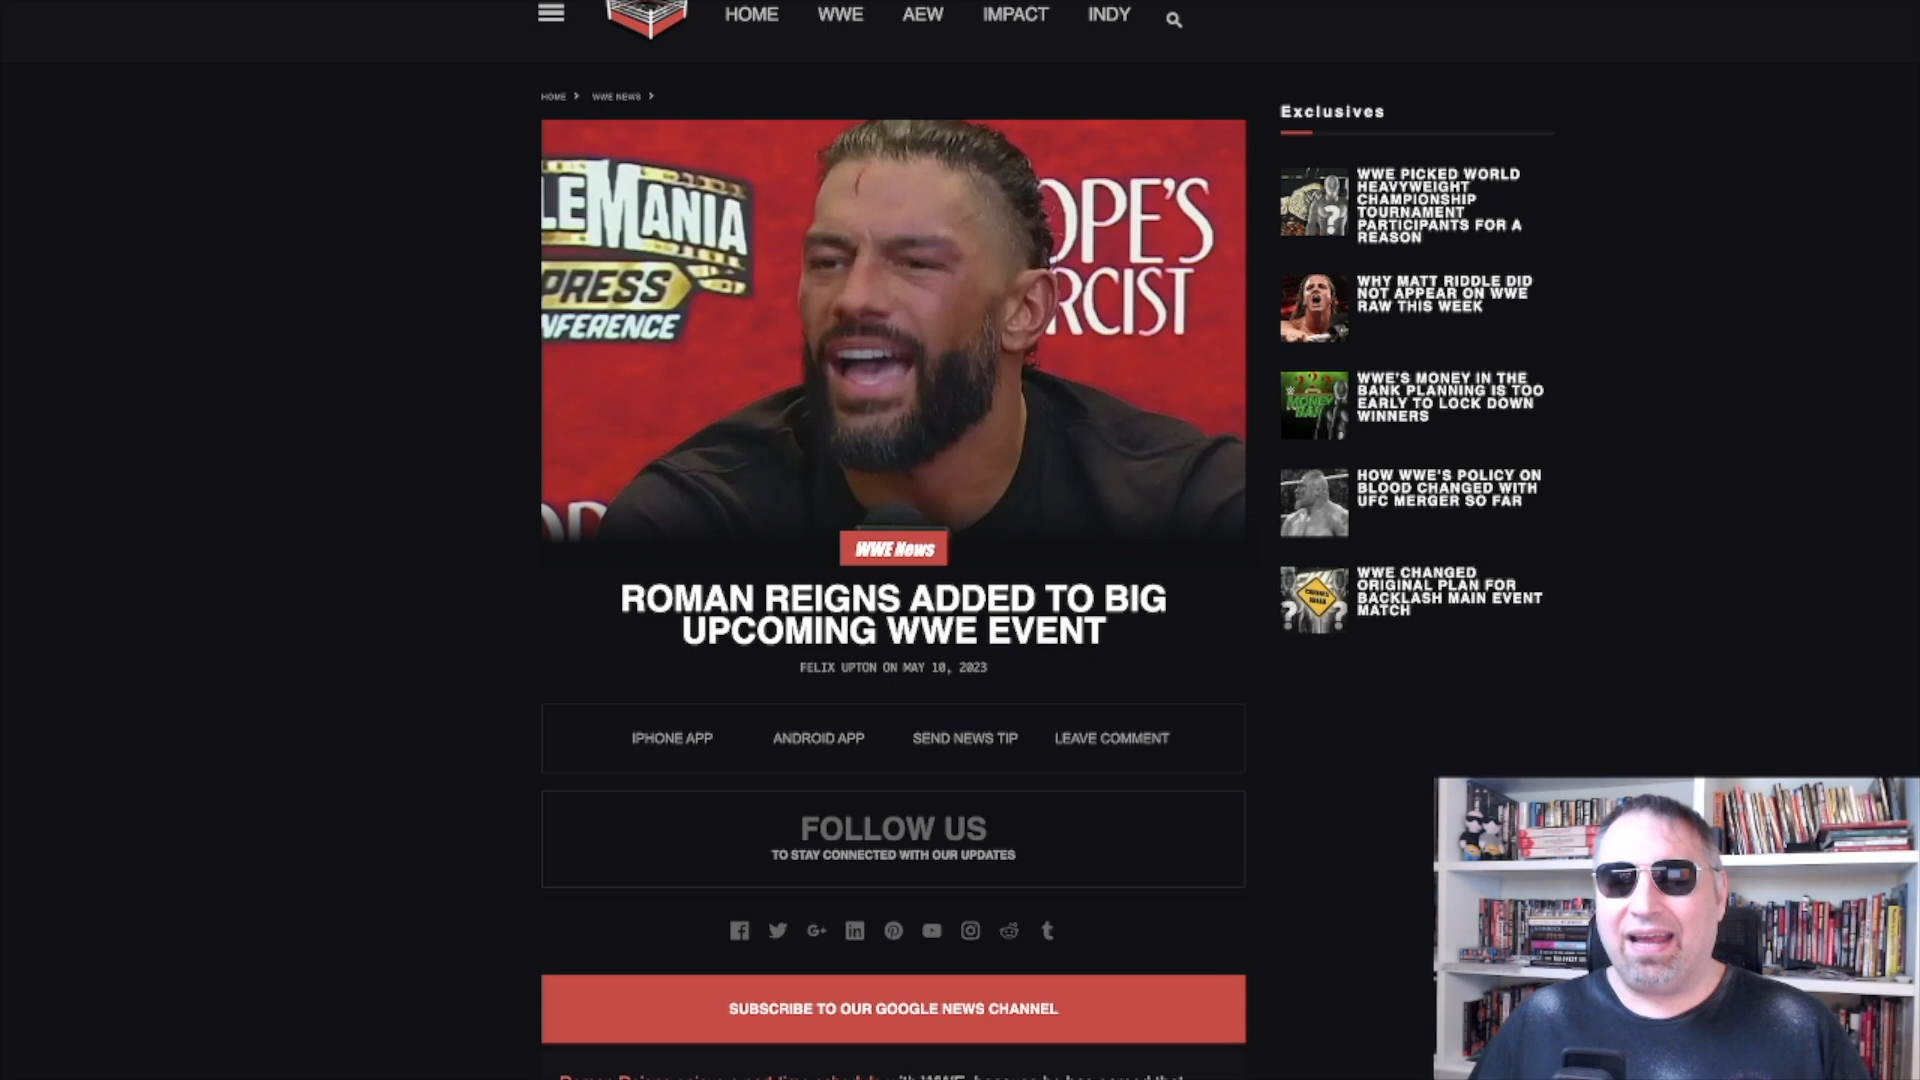 HOME
WWE
AEW
IMPACT
INDY
HOME
WWE NEWS
LEMANIA
PRESS
NFERENCE
OPE'S
RCIST
WWE News
ROMAN REIGNS ADDED TO BIG
UPCOMING WWE EVENT
FELIX UPTON ON MAY 10, 2023
IPHONE APP
ANDROID APP
SEND NEWS TIP
LEAVE COMMENT
FOLLOW US
TO STAY CONNECTED WITH OUR UPDATES
SUBSCRIBE TO OUR GOOGLE NEWS CHANNEL
Exclusives
WWE PICKED WORLD
HEAVYWEIGHT
CHAMPIONSHIP
TOURNAMENT
PARTICIPANTS FOR A
REASON
WHY MATT RIDDLE DID
NOT APPEAR ON WWE
RAW THIS WEEK
WWE'S MONEY IN THE
BANK PLANNING IS TOO
EARLY TO LOCK DOWN
WINNERS
HOW WWE'S POLICY ON
BLOOD CHANGED WITH
UFC MERGER SO FAR
WWE CHANGED
ORIGINAL PLAN FOR
BACKLASH MAIN EVENT
MATCH